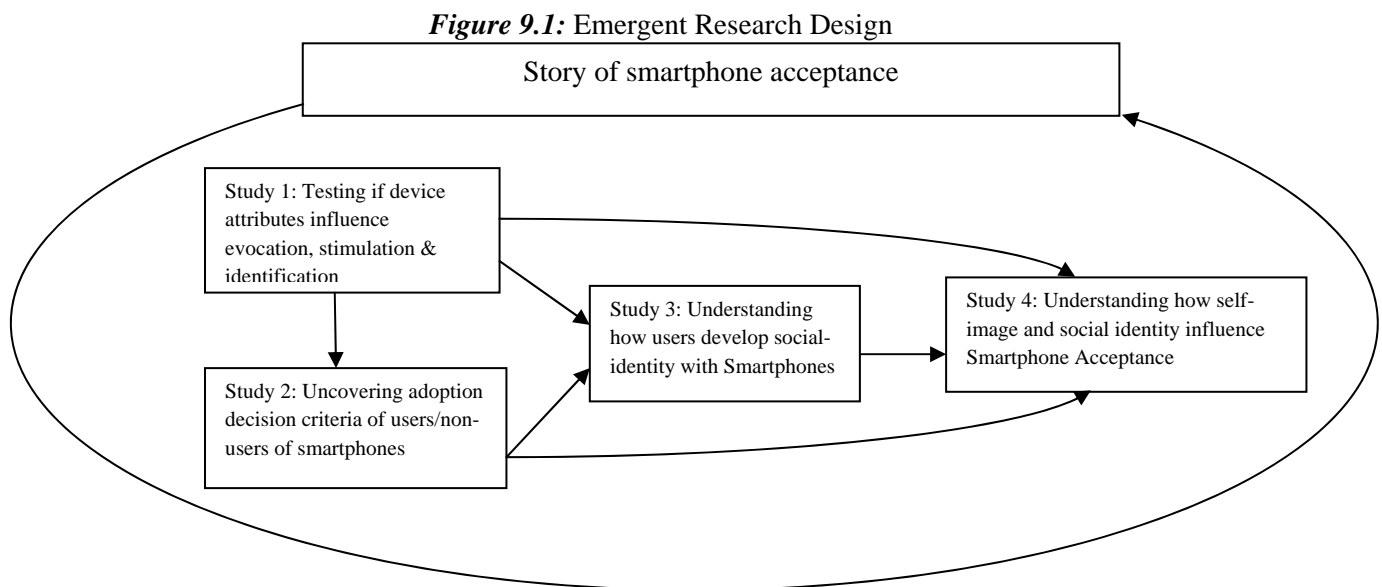 Figure 9.1: Emergent Research Design
Story of smartphone acceptance
Study 1: Testing if device
attributes influence
evocation, stimulation &
identification
Study 2: Uncovering adoption
decision criteria of users/non-
users of smartphones
Study 3: Understanding
how users develop social-
identity with Smartphones
Study 4: Understanding how self-
image and social identity influence
Smartphone Acceptance